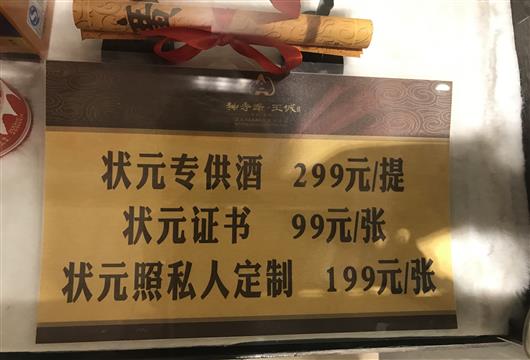 状元专供酒 299元/提
状元证书 99元/张
状元照私人定制 199元/张